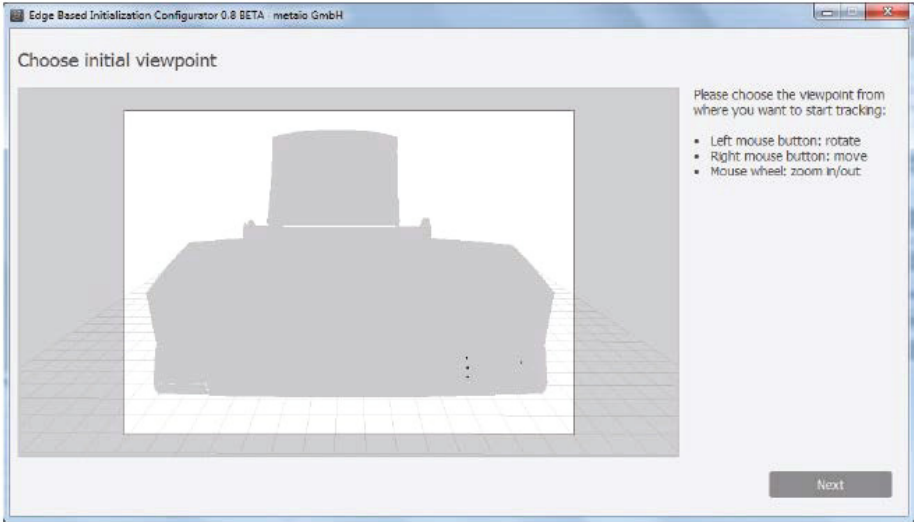 Edge Based Initialization Configurator 0.8 BETA - metaio GmbH
Choose initial viewpoint
Please choose the viewpoint from
where you want to start tracking:
• Left mouse button: rotate
• Right mouse button: move
• Mouse wheel: zoom in/out
Next